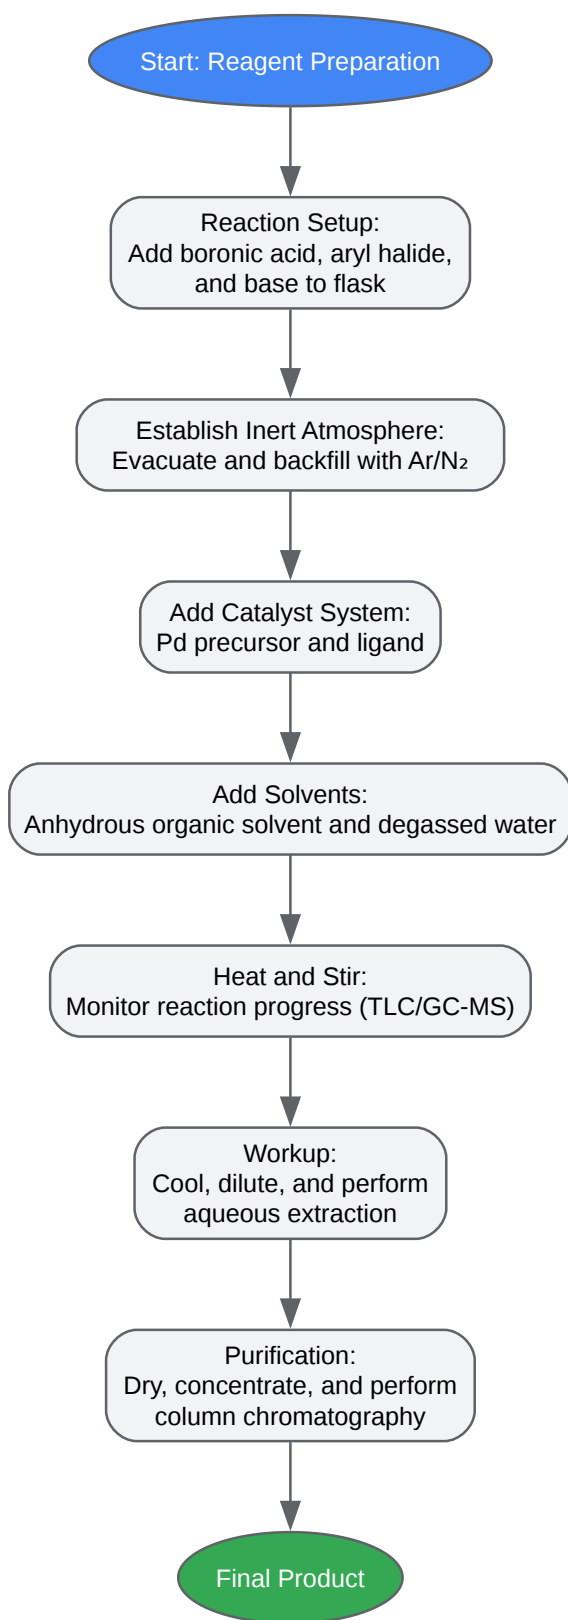 Start: Reagent Preparation
Reaction Setup:
Add boronic acid, aryl halide,
and base to flask
Establish Inert Atmosphere:
Evacuate and backfill with Ar/N₂
Add Catalyst System:
Pd precursor and ligand
Add Solvents:
Anhydrous organic solvent and degassed water
Heat and Stir:
Monitor reaction progress (TLC/GC-MS)
Workup:
Cool, dilute, and perform
aqueous extraction
Purification:
Dry, concentrate, and perform
column chromatography
Final Product